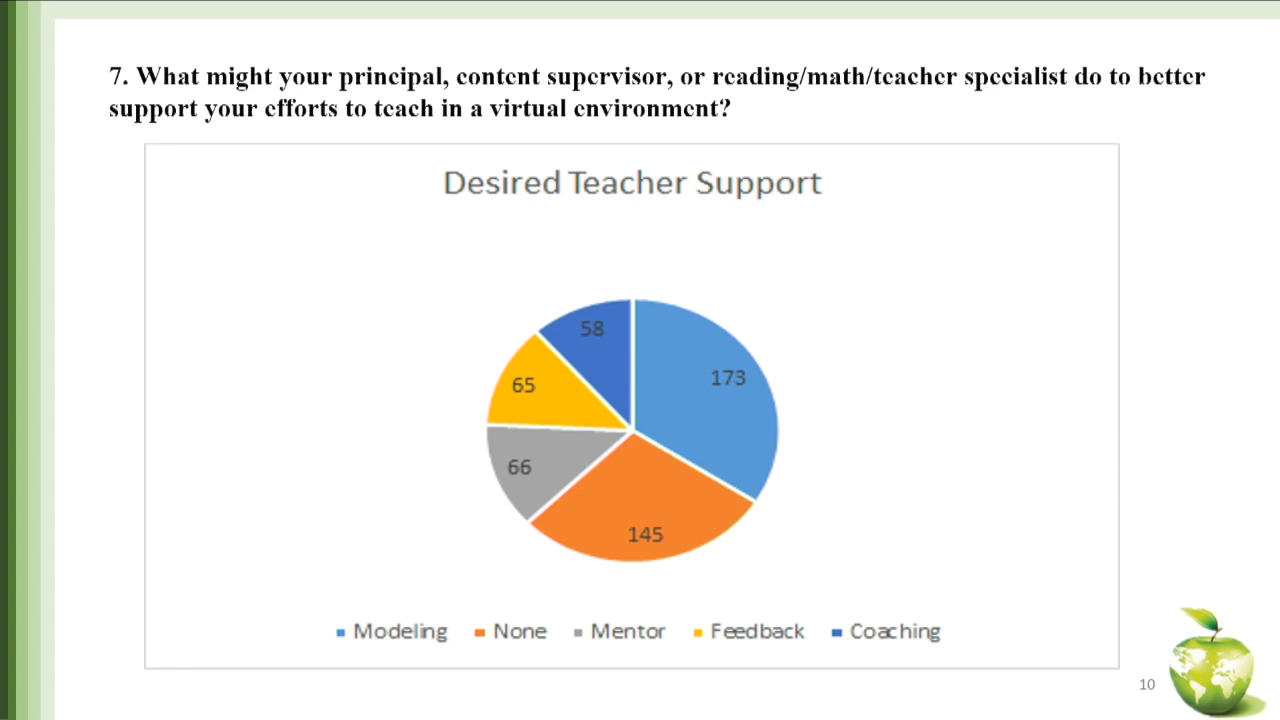 7. What might your principal, content supervisor, or reading/math/teacher specialist do to better
support your efforts to teach in a virtual environment?
Desired Teacher Support
58
173
65
66
145
Modeling None Mentor Feedback Coaching
10